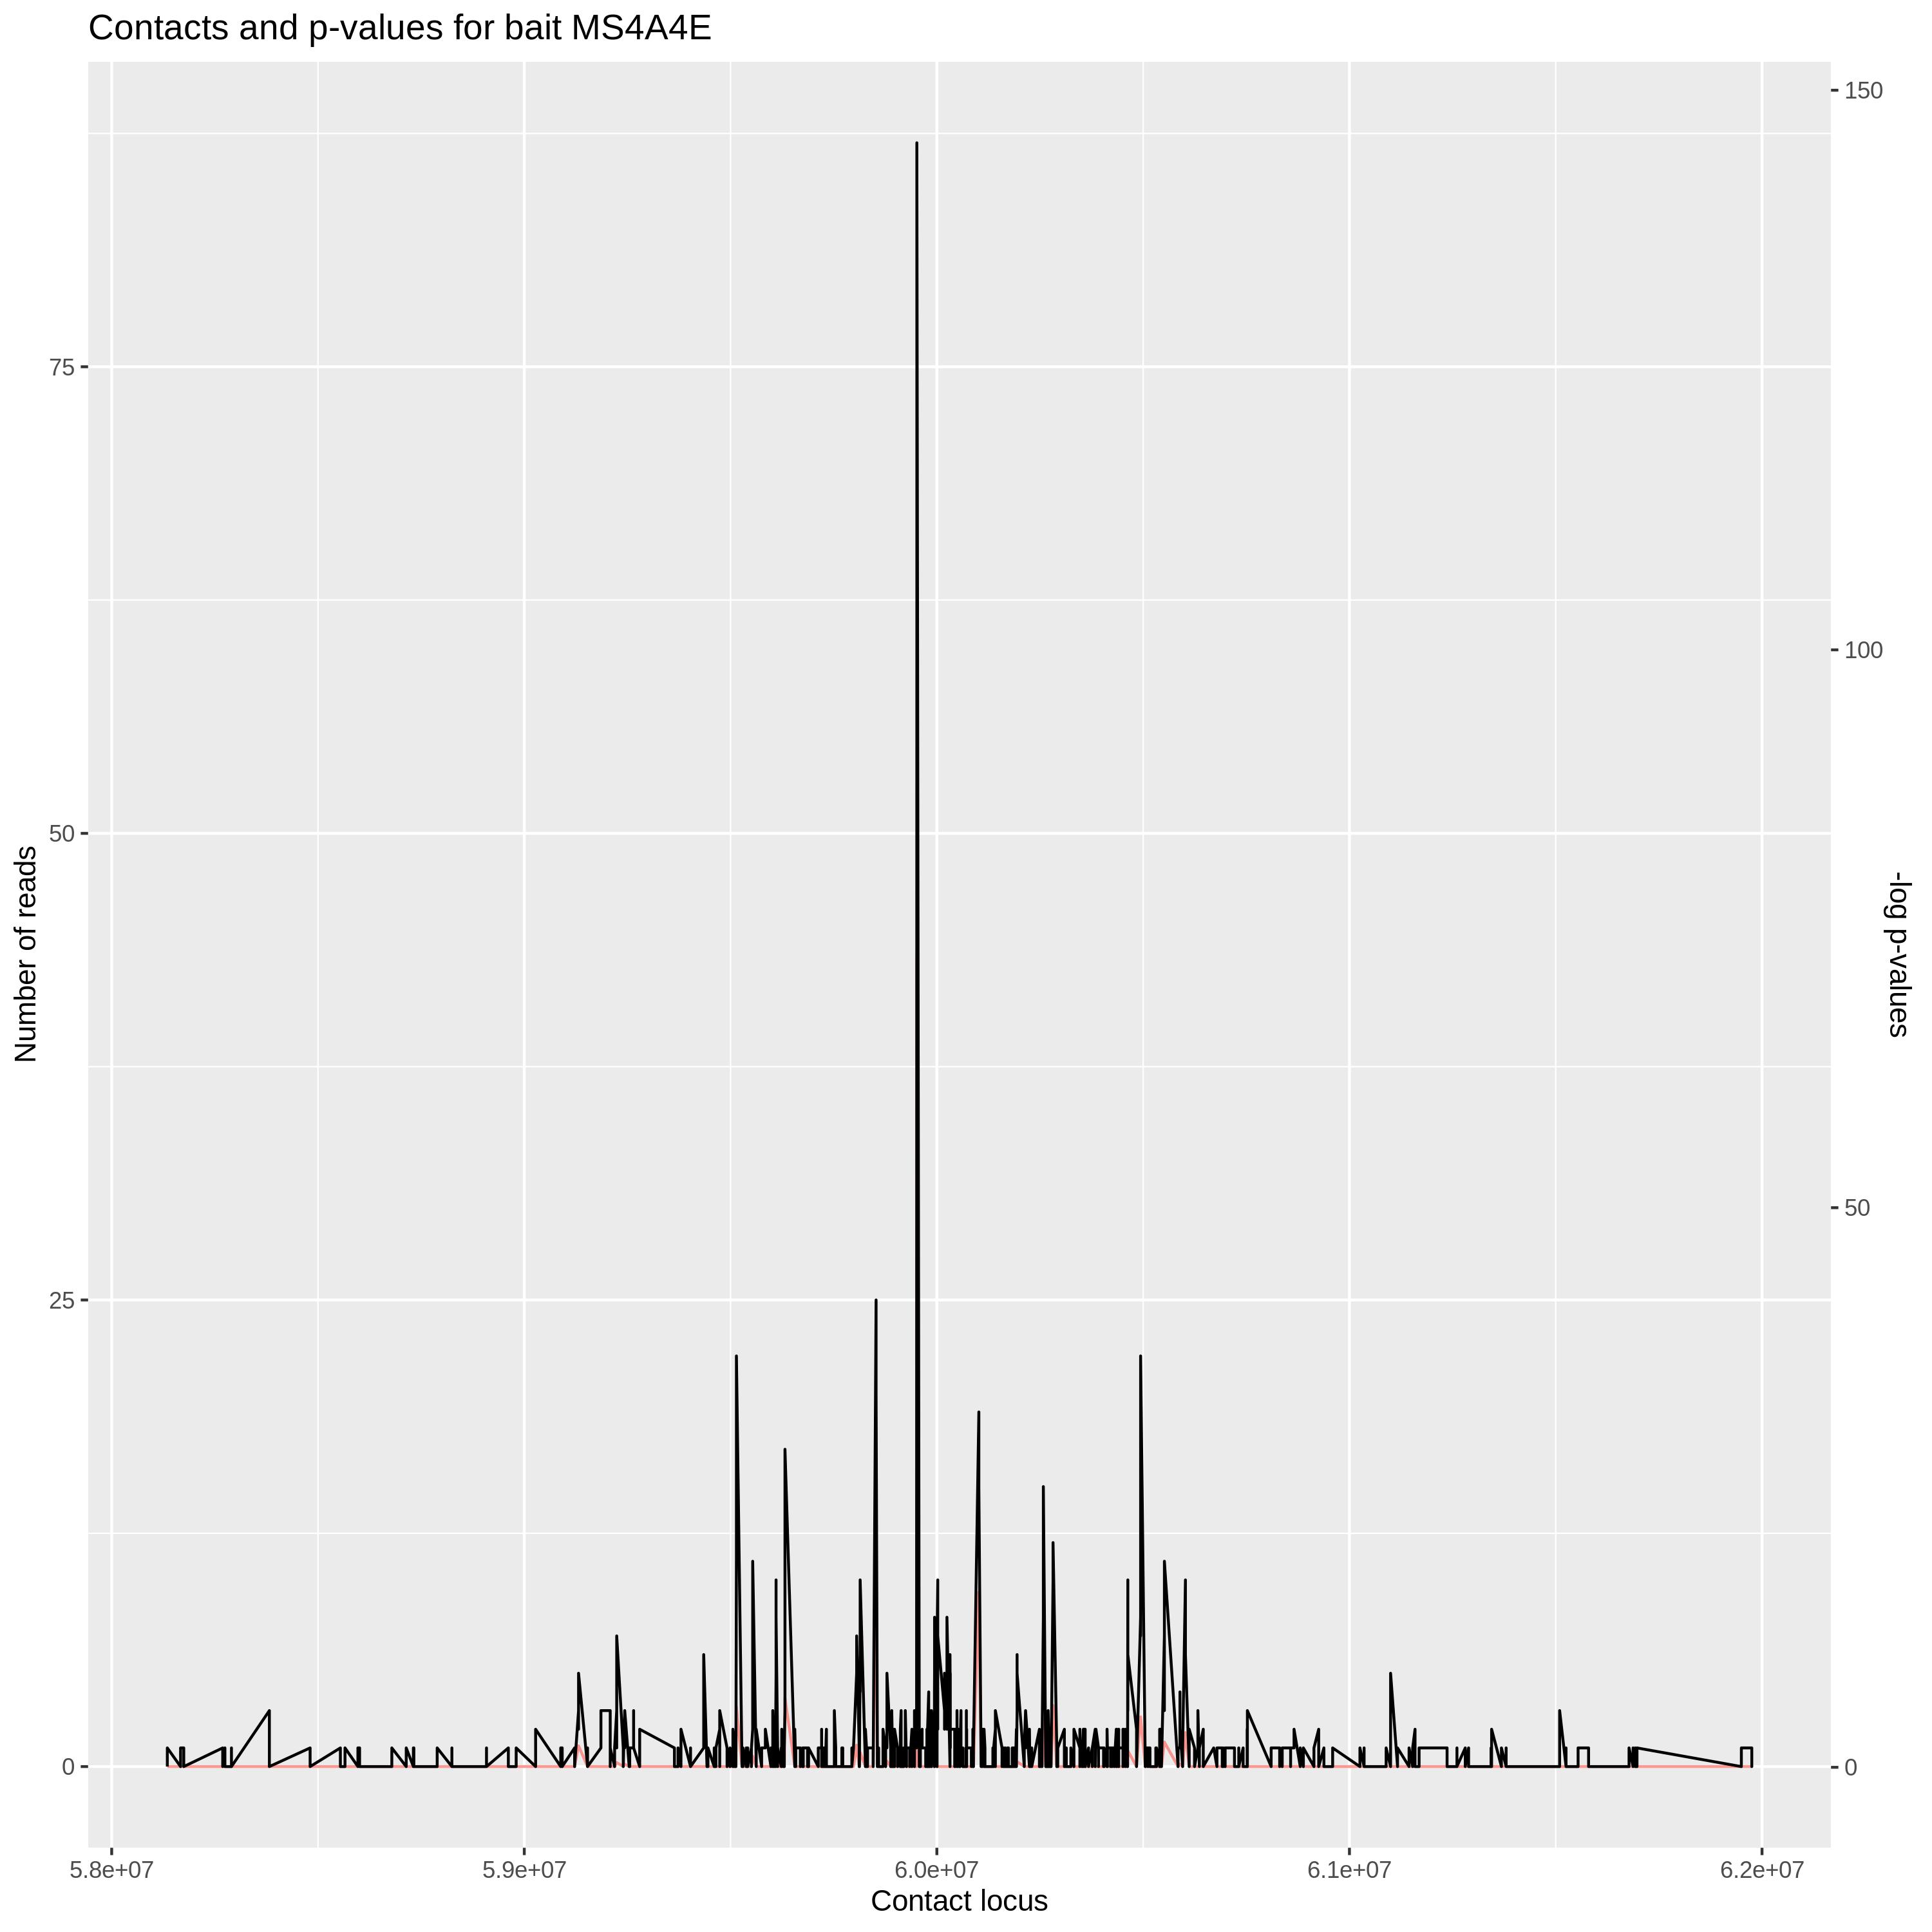 Contacts and p-values for bait MS4A4E
150
75
100
50
50
25
0
0
Number of reads
-log p-values
5.8e+07 5.9e+07 6.0e+07 6.1e+07 6.2e+07
Contact locus